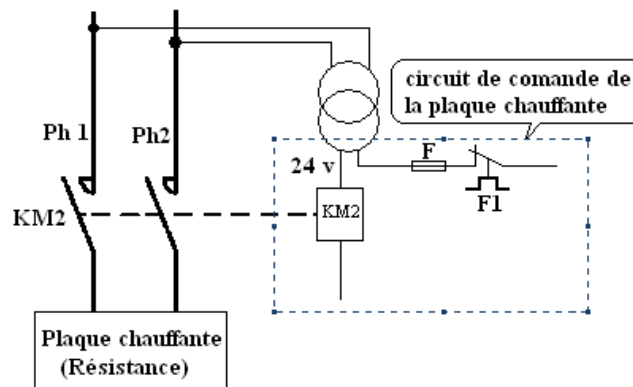 circuit de comande de
la plaque chauffante
Ph 1
Ph2
24 v
F
F1
KM2
KM2
Plaque chauffante
(Résistance)